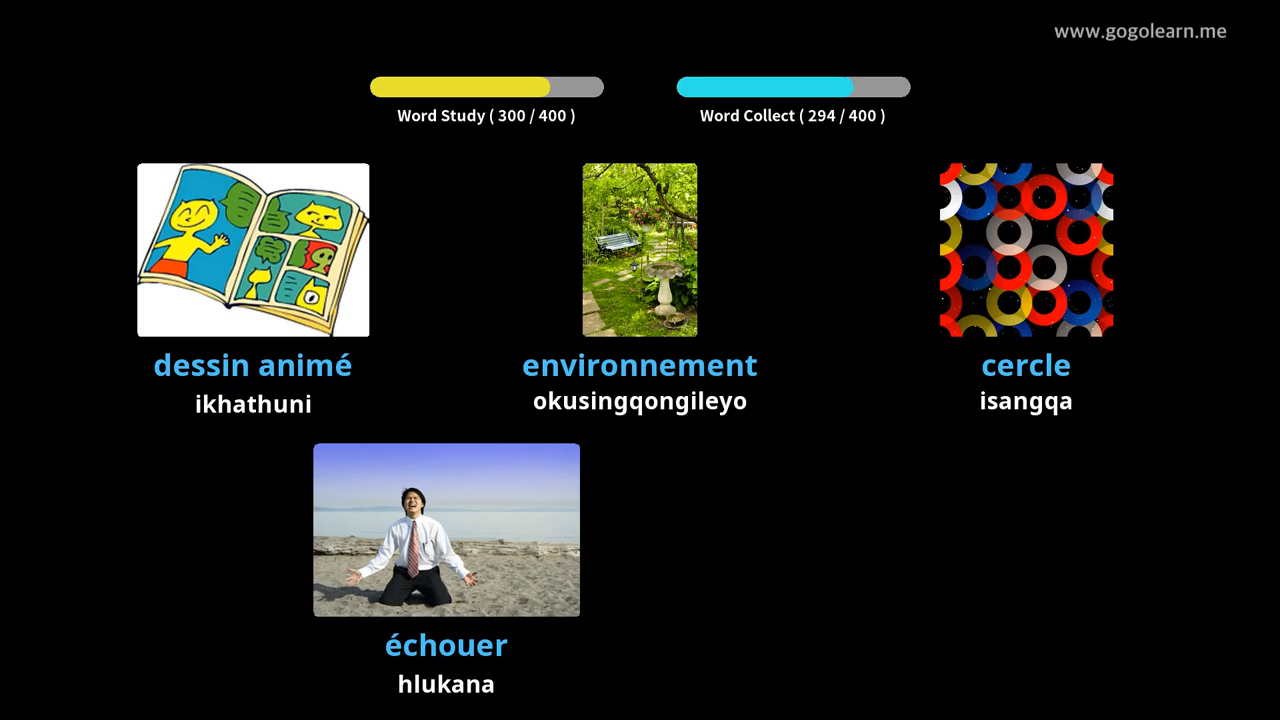 www.gogolearn.me
Word Study ( 300 / 400 )
Word Collect ( 294 / 400 )
dessin animé
ikhathuni
environnement
okusingqongileyo
cercle
isangqa
échouer
hlukana